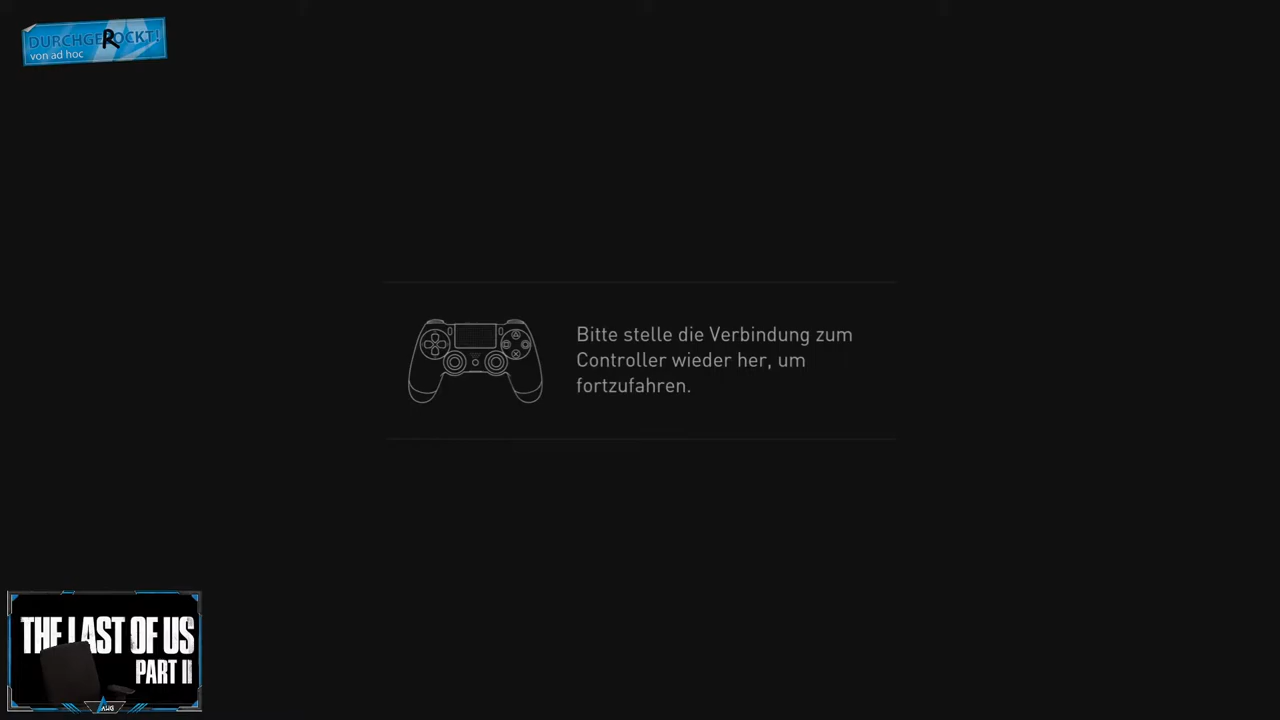 DURCHGEROCKT!
von ad hoc
Bitte stelle die Verbindung zum
Controller wieder her, um
fortzufahren.
THE LAST OF US
PART II